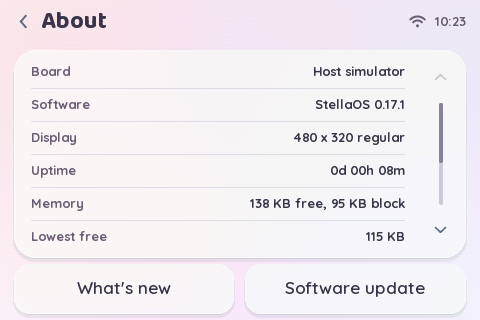 About
10:23
Board Host simulator
Software StellaOS 0.17.1
Display 480 x 320 regular
Uptime 0d 00h 08m
Memory 138 KB free, 95 KB block
Lowest free 115 KB
What's new Software update